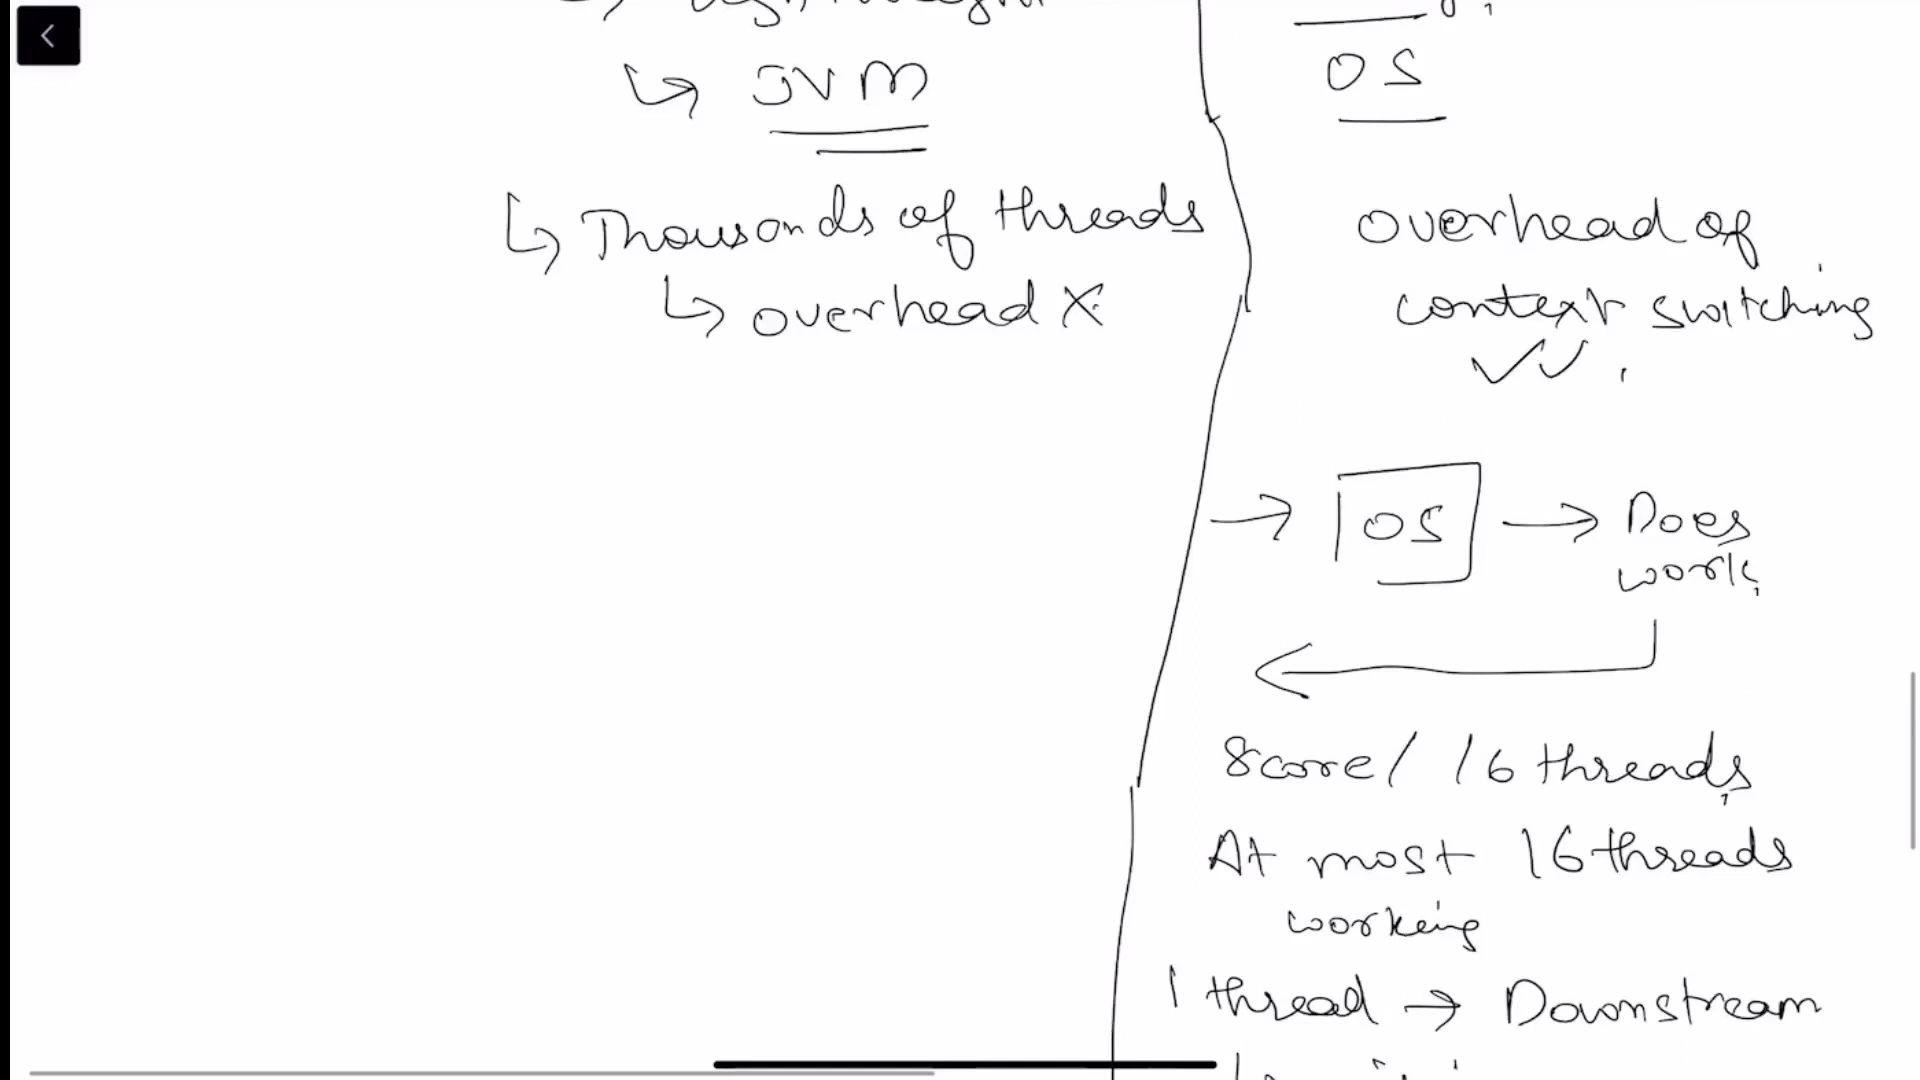 JVM
Thousands of threads
overhead X
OS
overhead of
context switching
OS
Does
work
8core / 16 threads
At most 16 threads
working
1 thread → Downstream